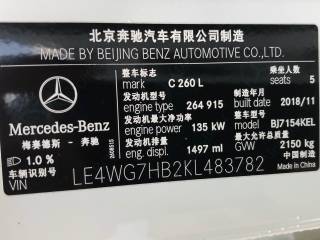 北京奔驰汽车有限公司制造
MADE BY BEIJING BENZ AUTOMOTIVE CO.,LTD.
整车标志 乘坐人数
mark C 260 L seats 5
发动机型号 制造年月
engine type 264 915 built date 2018/11
发动机最大净功率 整车型号
engine power 135 kW model BJ7154KEL
发动机排量 最大允许总质量
eng. displ. 1497 ml GVW 2150 kg
Mercedes-Benz
梅赛德斯－奔驰
1.0 %
车辆识别号 中国制造
VIN LE4WG7HB2KL483782 Made in China